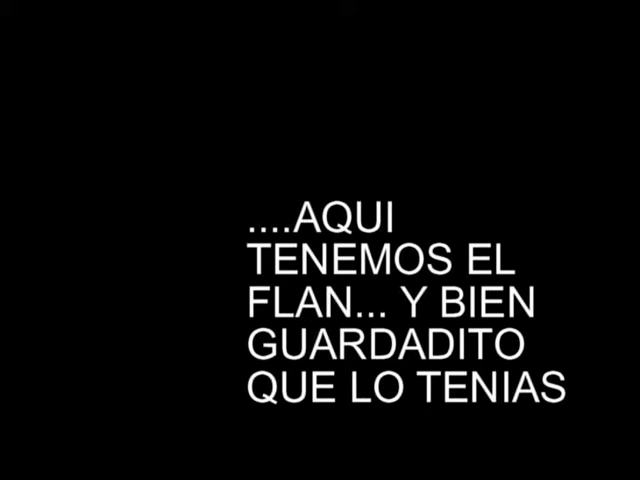 ....AQUI
TENEMOS EL
FLAN... Y BIEN
GUARDADITO
QUE LO TENIAS